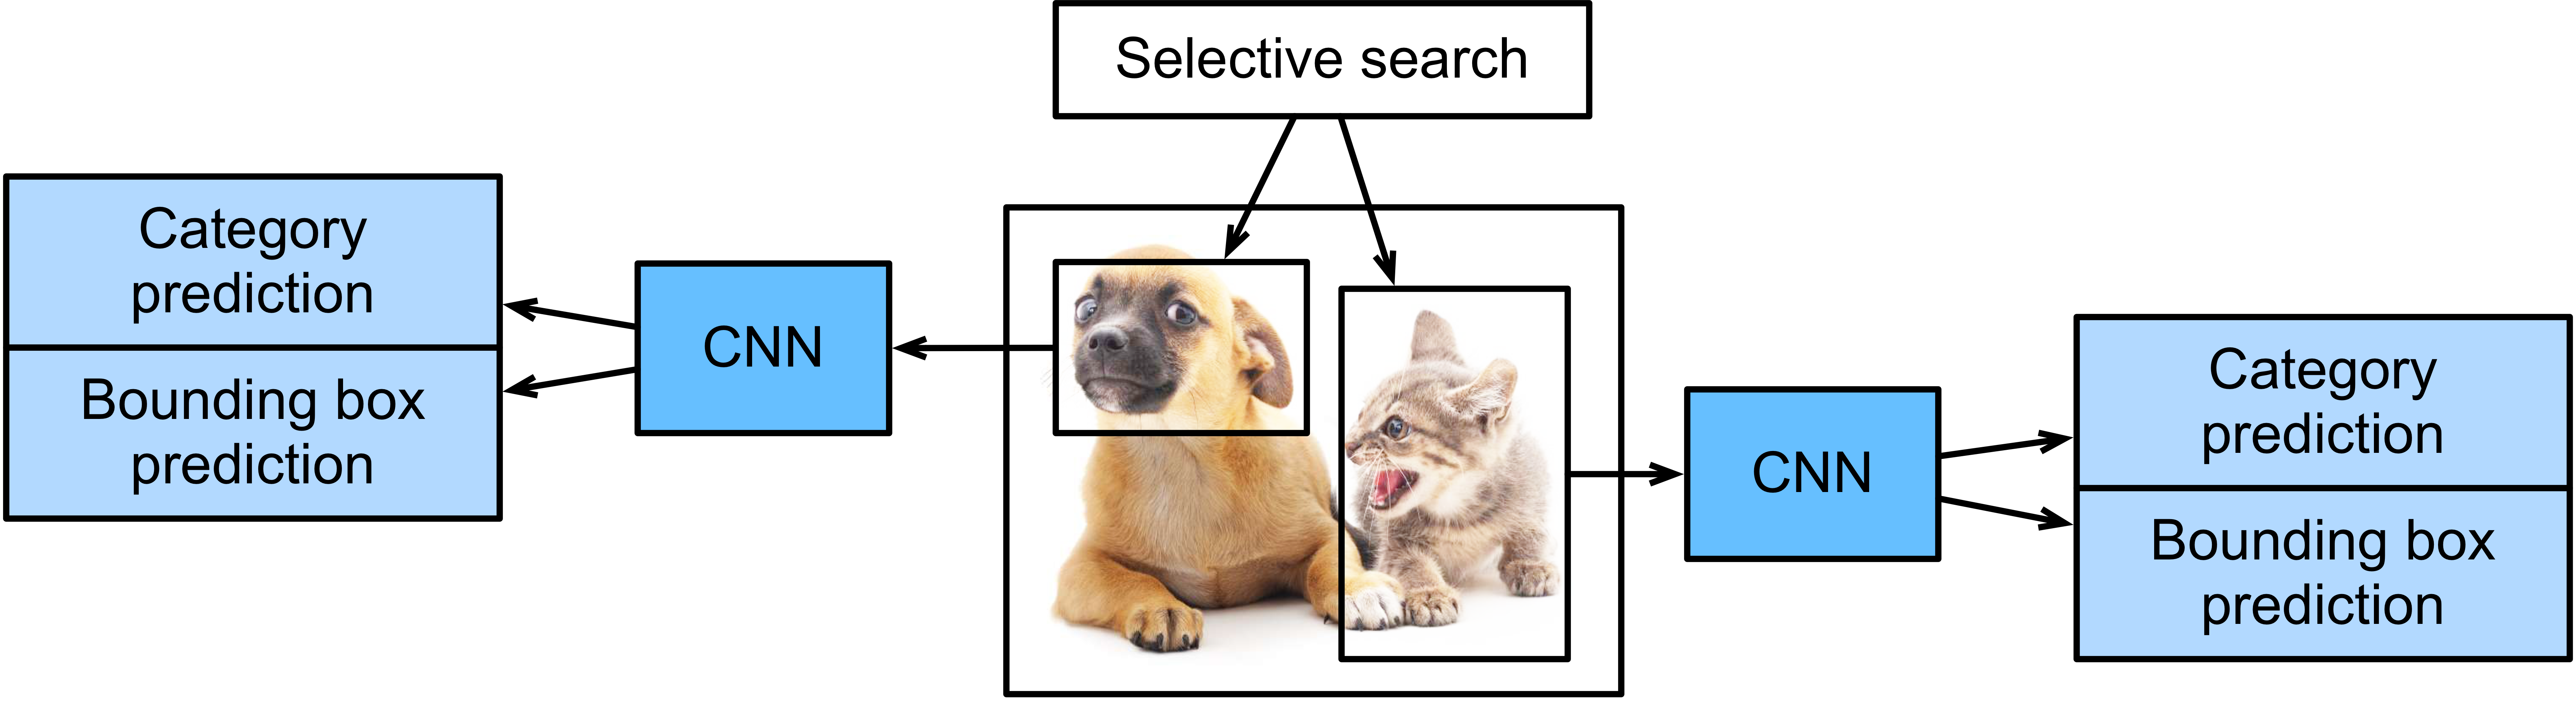 Selective search
Category
prediction
Bounding box
prediction
CNN
CNN
Category
prediction
Bounding box
prediction